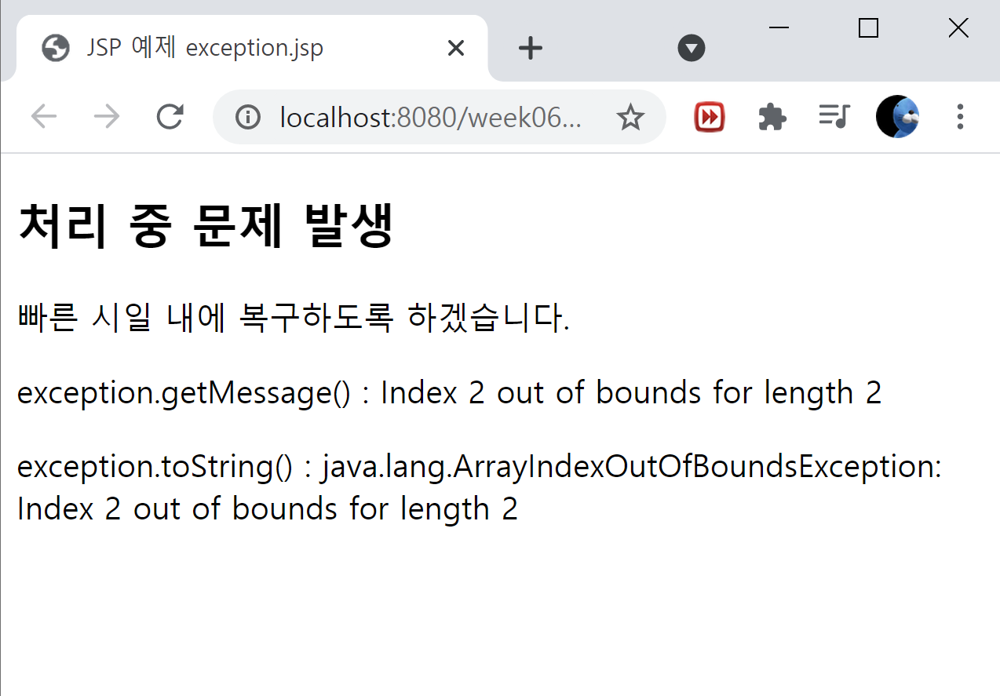 JSP 예제 exception.jsp
localhost:8080/week06...
처리 중 문제 발생
빠른 시일 내에 복구하도록 하겠습니다.
exception.getMessage() : Index 2 out of bounds for length 2
exception.toString() : java.lang.ArrayIndexOutOfBoundsException:
Index 2 out of bounds for length 2